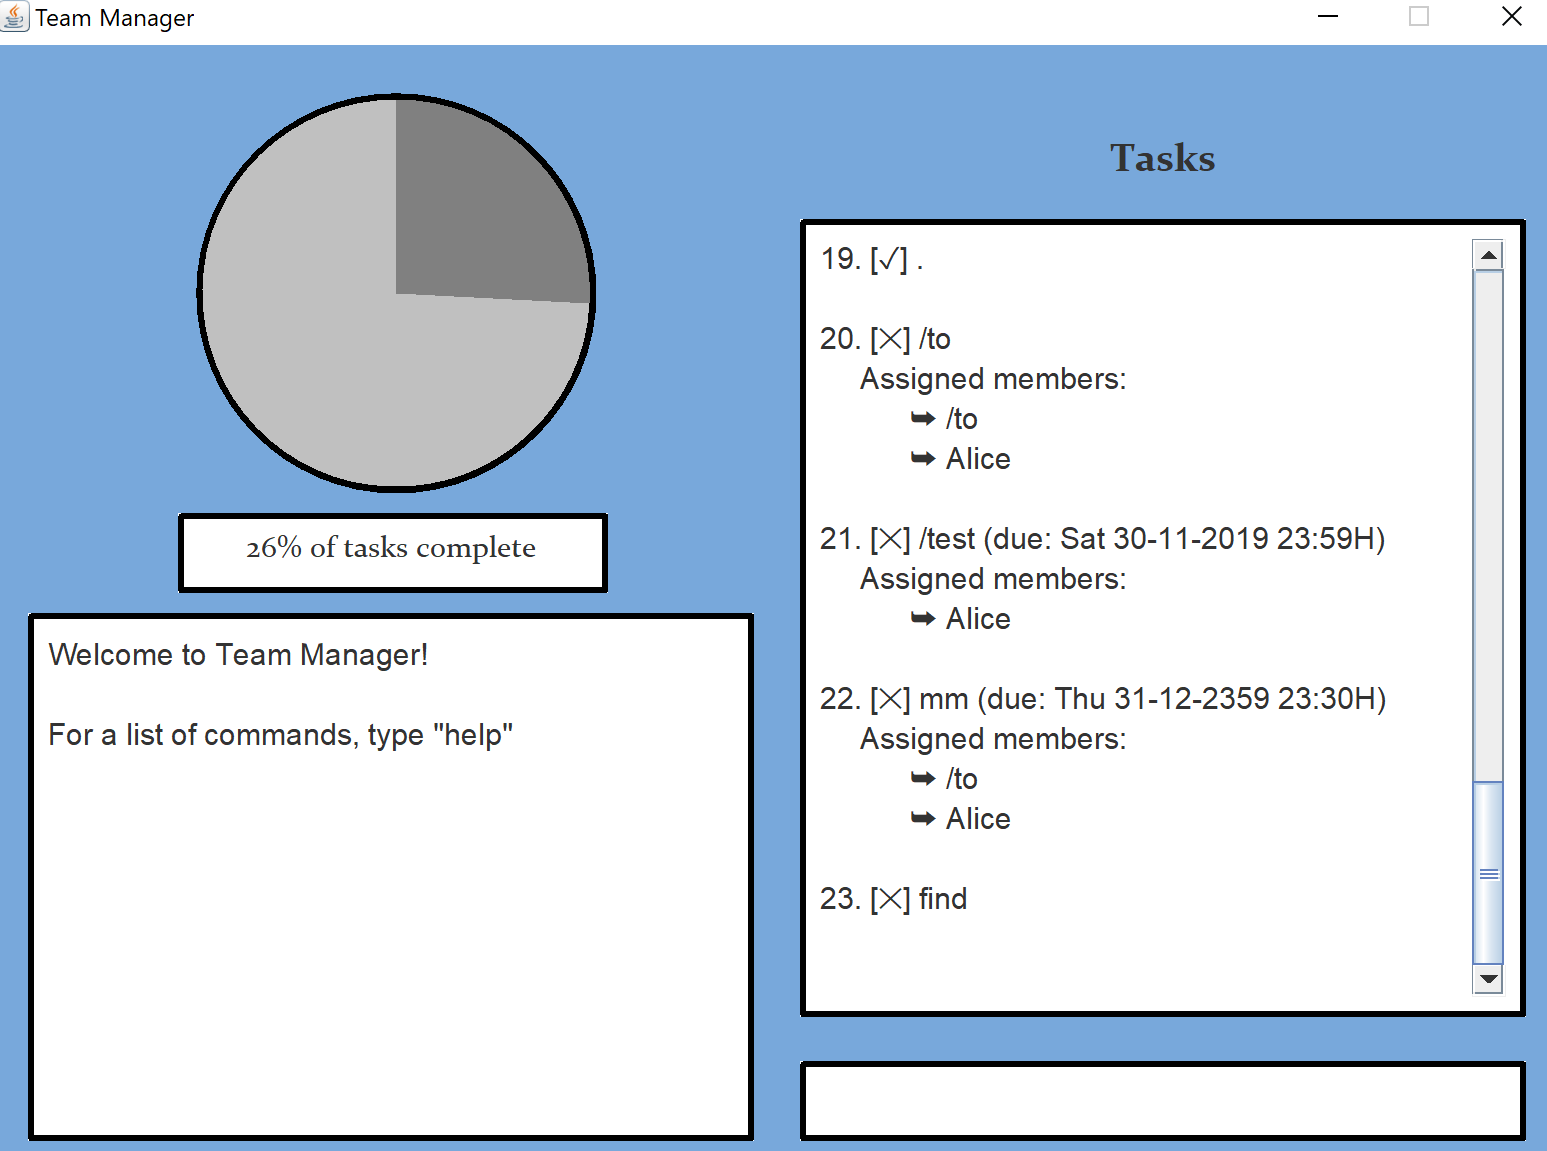 Team Manager
26% of tasks complete
Welcome to Team Manager!
For a list of commands, type "help"
Tasks
19. [✓] .
20. [✕] /to
Assigned members:
➥ /to
➥ Alice
21. [✕] /test (due: Sat 30-11-2019 23:59H)
Assigned members:
➥ Alice
22. [✕] mm (due: Thu 31-12-2359 23:30H)
Assigned members:
➥ /to
➥ Alice
23. [✕] find